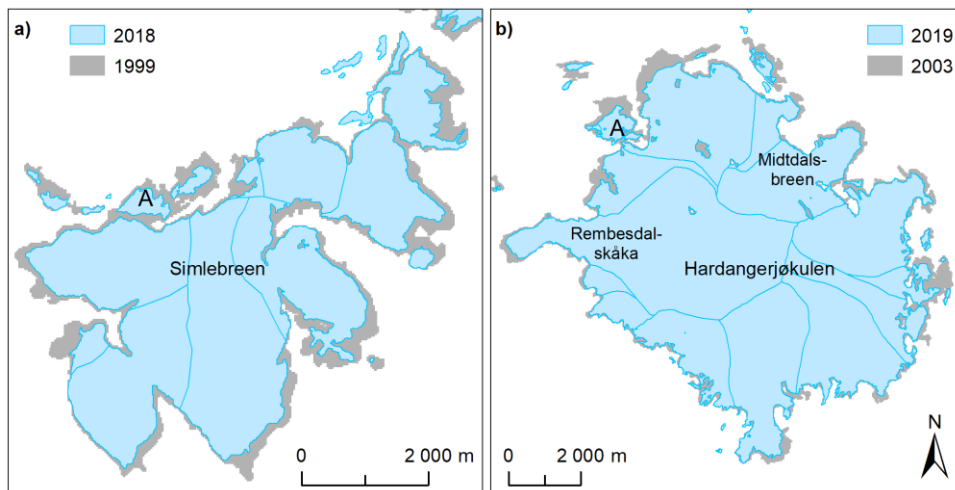 a)
2018
1999
A
Simlebreen
0
2 000 m
b)
2019
2003
A
Midtdals-
breen
Rembesdal-
skåka
Hardangerjøkulen
N
0
2 000 m